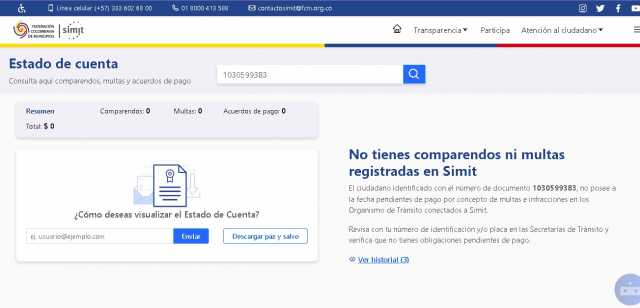 Línea celular (+57) 333 602 68 00
01 8000 413 588
contactosimit@fcm.org.co
FEDERACIÓN
COLOMBIANA
DE MUNICIPIOS
simit
Transparencia
Participa
Atención al ciudadano
Estado de cuenta
Consulta aquí comparendos, multas y acuerdos de pago
1030599383
Resumen
Comparendos: 0
Multas: 0
Acuerdos de pago: 0
Total: $ 0
¿Cómo deseas visualizar el Estado de Cuenta?
ej. usuario@ejemplo.com
Enviar
Descargar paz y salvo
No tienes comparendos ni multas
registradas en Simit
El ciudadano identificado con el número de documento 1030599383, no posee a
la fecha pendientes de pago por concepto de multas e infracciones en los
Organismo de Tránsito conectados a Simit.
Revisa con tu número de identificación y/o placa en las Secretarías de Tránsito y
verifica que no tienes obligaciones pendientes de pago.
Ver historial (3)